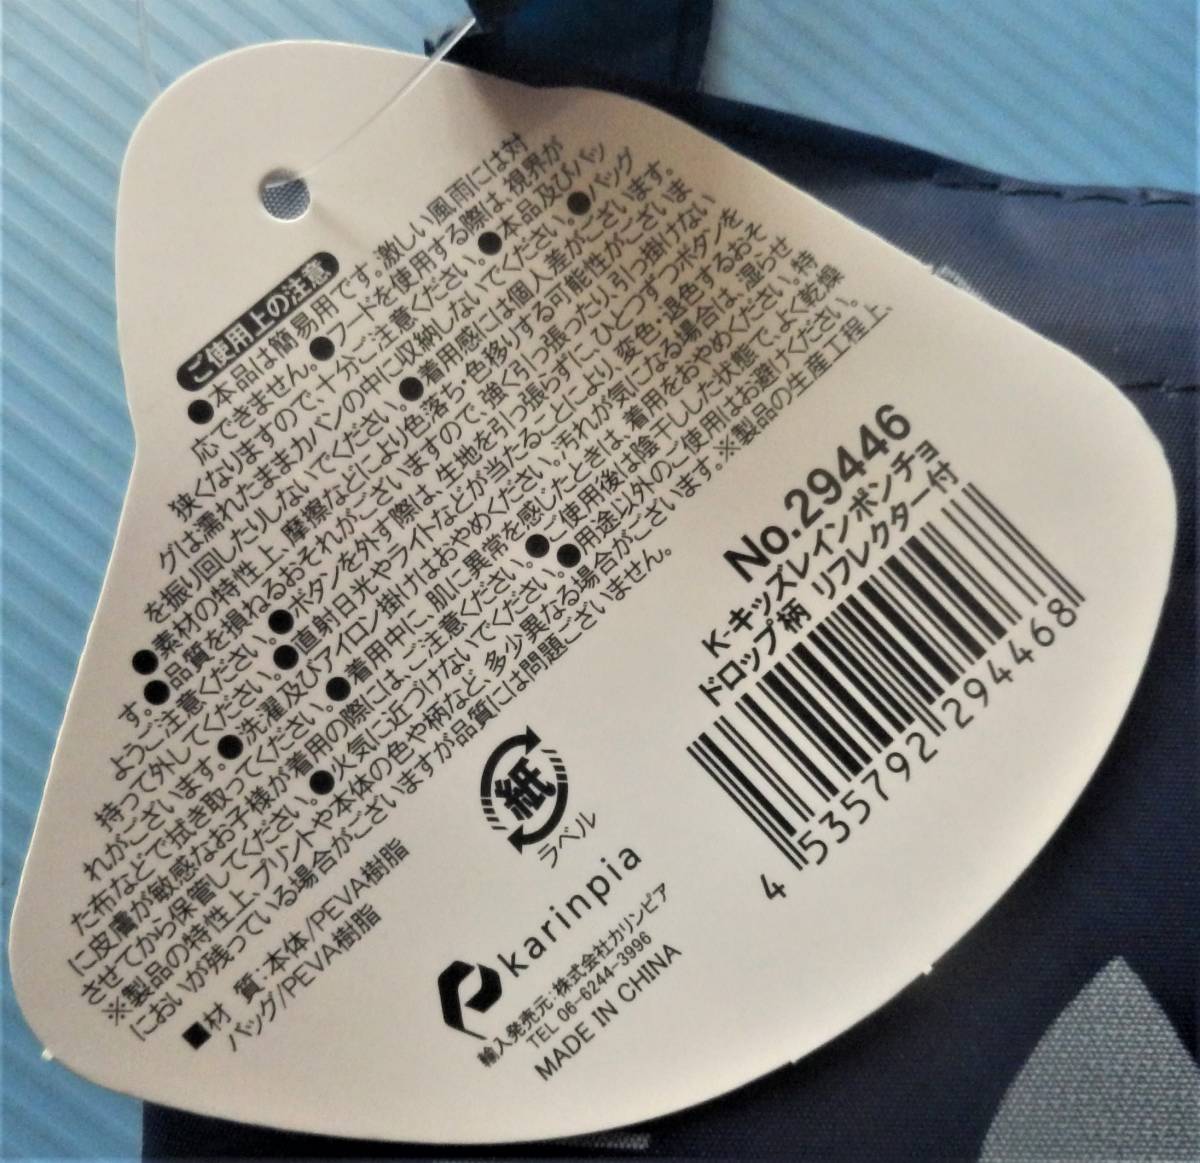 ご使用上の注意
●本品は簡易用です。激しい風雨には対
応できません。●フードを使用する際は、視界が
狭くなりますので、十分ご注意ください。●本品及びバッ
グは濡れたままカバンの中に収納しないでください。●バッグ
を振り回したりしないでください。●着用感には個人差がございます。
●素材の特性上、摩擦などにより色落ち・色移りする可能性がございま
す。●品質を損ねるおそれがございますので、強く引っ張ったり、引っ掛けない
ようご注意ください。●ボタンを外す際は、生地を引っ張らずに、ひとつずつボタンを
持って外してください。●直射日光やライトなどが当たることにより、変色・退色するおそ
れがございます。●洗濯及びアイロン掛けはおやめください。汚れが気になる場合は、湿らせ
た布などで拭き取ってください。●着用中に、肌に異常を感じたときは、着用をおやめください。特
に皮膚が敏感なお子様が着用の際には、ご注意ください。●ご使用後は陰干しした状態で、よく乾燥
させてから保管してください。●火気に近づけないでください。●用途以外のご使用はお避けください。
※製品の特性上、プリントや本体の色や柄など、多少異なる場合がございます。※製品の生産工程上、
においが残っている場合がございますが品質には問題ございません。
■材 質:本体/PEVA樹脂
バッグ/PEVA樹脂
紙
ラベル
karinpia
輸入発売元:株式会社カリンピア
TEL 06-6244-3996
MADE IN CHINA
No.29446
K-キッズレインポンチョ
ドロップ柄 リフレクター付
4 535792 294468